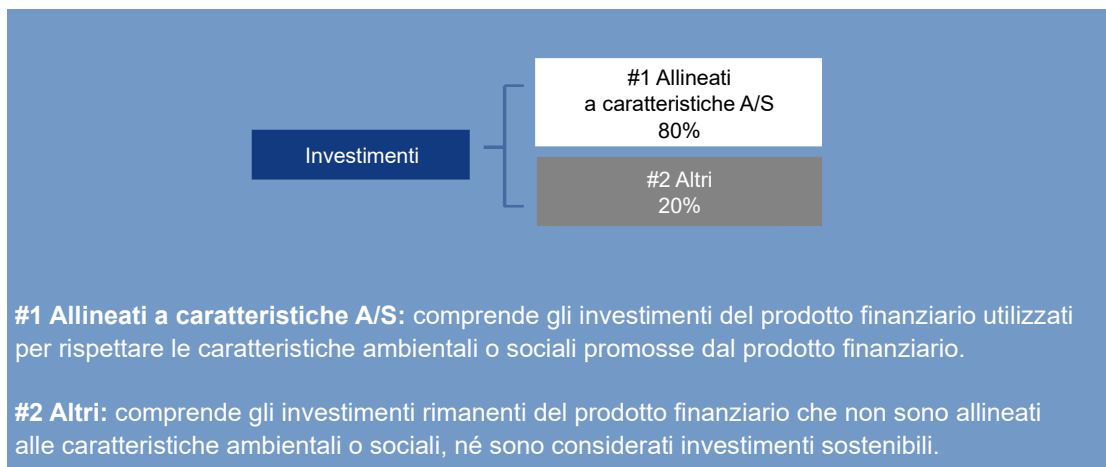 #1 Allineati
a caratteristiche A/S
80%
Investimenti
#2 Altri
20%
#1 Allineati a caratteristiche A/S: comprende gli investimenti del prodotto finanziario utilizzati
per rispettare le caratteristiche ambientali o sociali promosse dal prodotto finanziario.
#2 Altri: comprende gli investimenti rimanenti del prodotto finanziario che non sono allineati
alle caratteristiche ambientali o sociali, né sono considerati investimenti sostenibili.